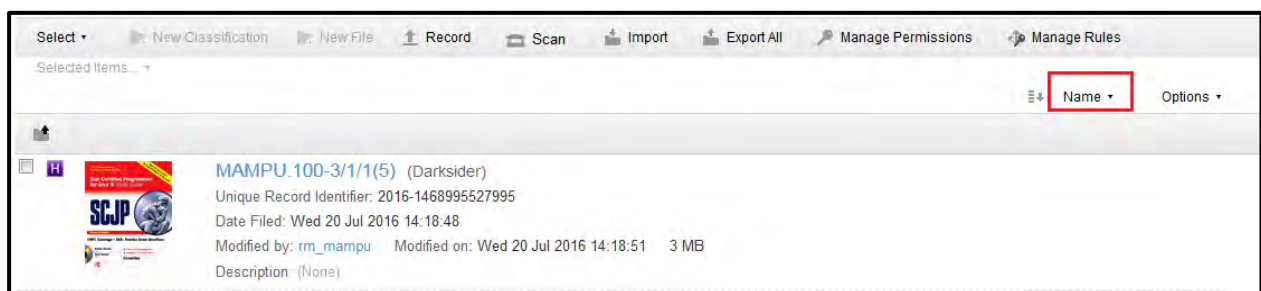 Select New Classification New File Record Scan Import Export All Manage Permissions Manage Rules
Selected Items...
Name Options
H
MAMPU.100-3/1/1(5) (Darksider)
Unique Record Identifier: 2016-1468995527995
Date Filed: Wed 20 Jul 2016 14:18:48
Modified by: rm_mampu Modified on: Wed 20 Jul 2016 14:18:51 3 MB
Description: (None)
SCJP